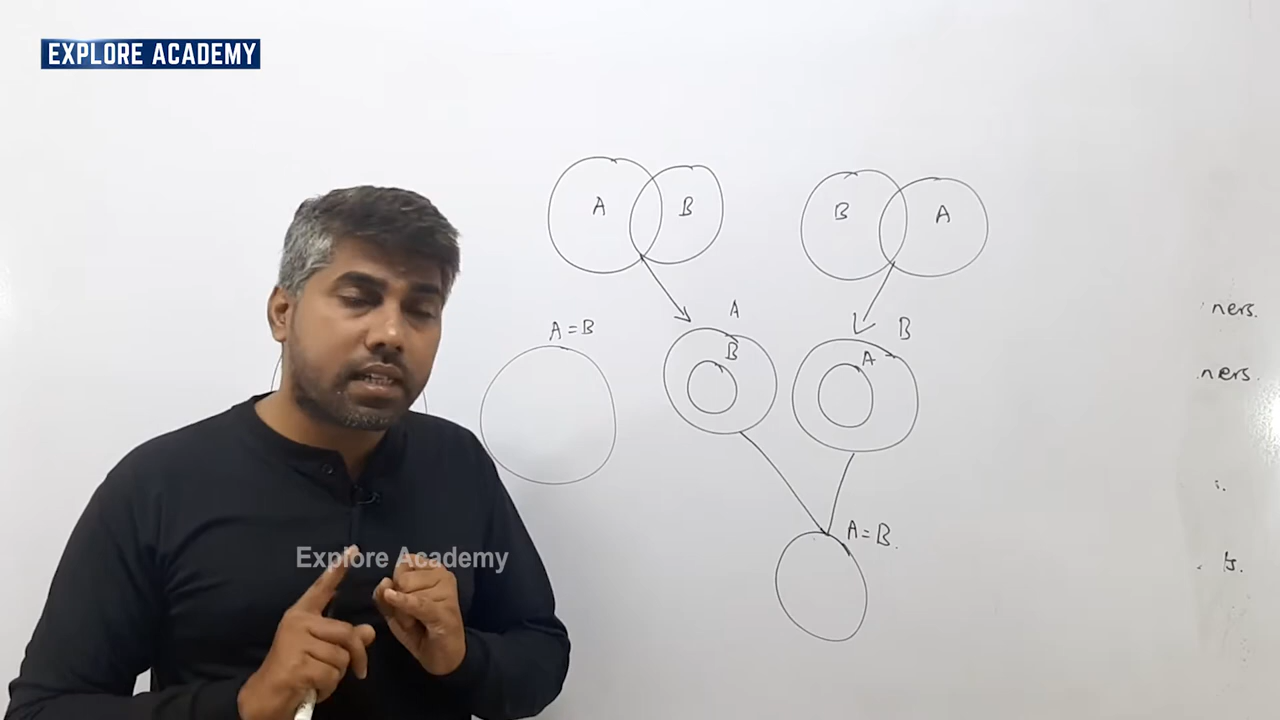 EXPLORE ACADEMY
A B
B A
ners.
A = B
A
B
B
A
ners.
Explore Academy
A = B.